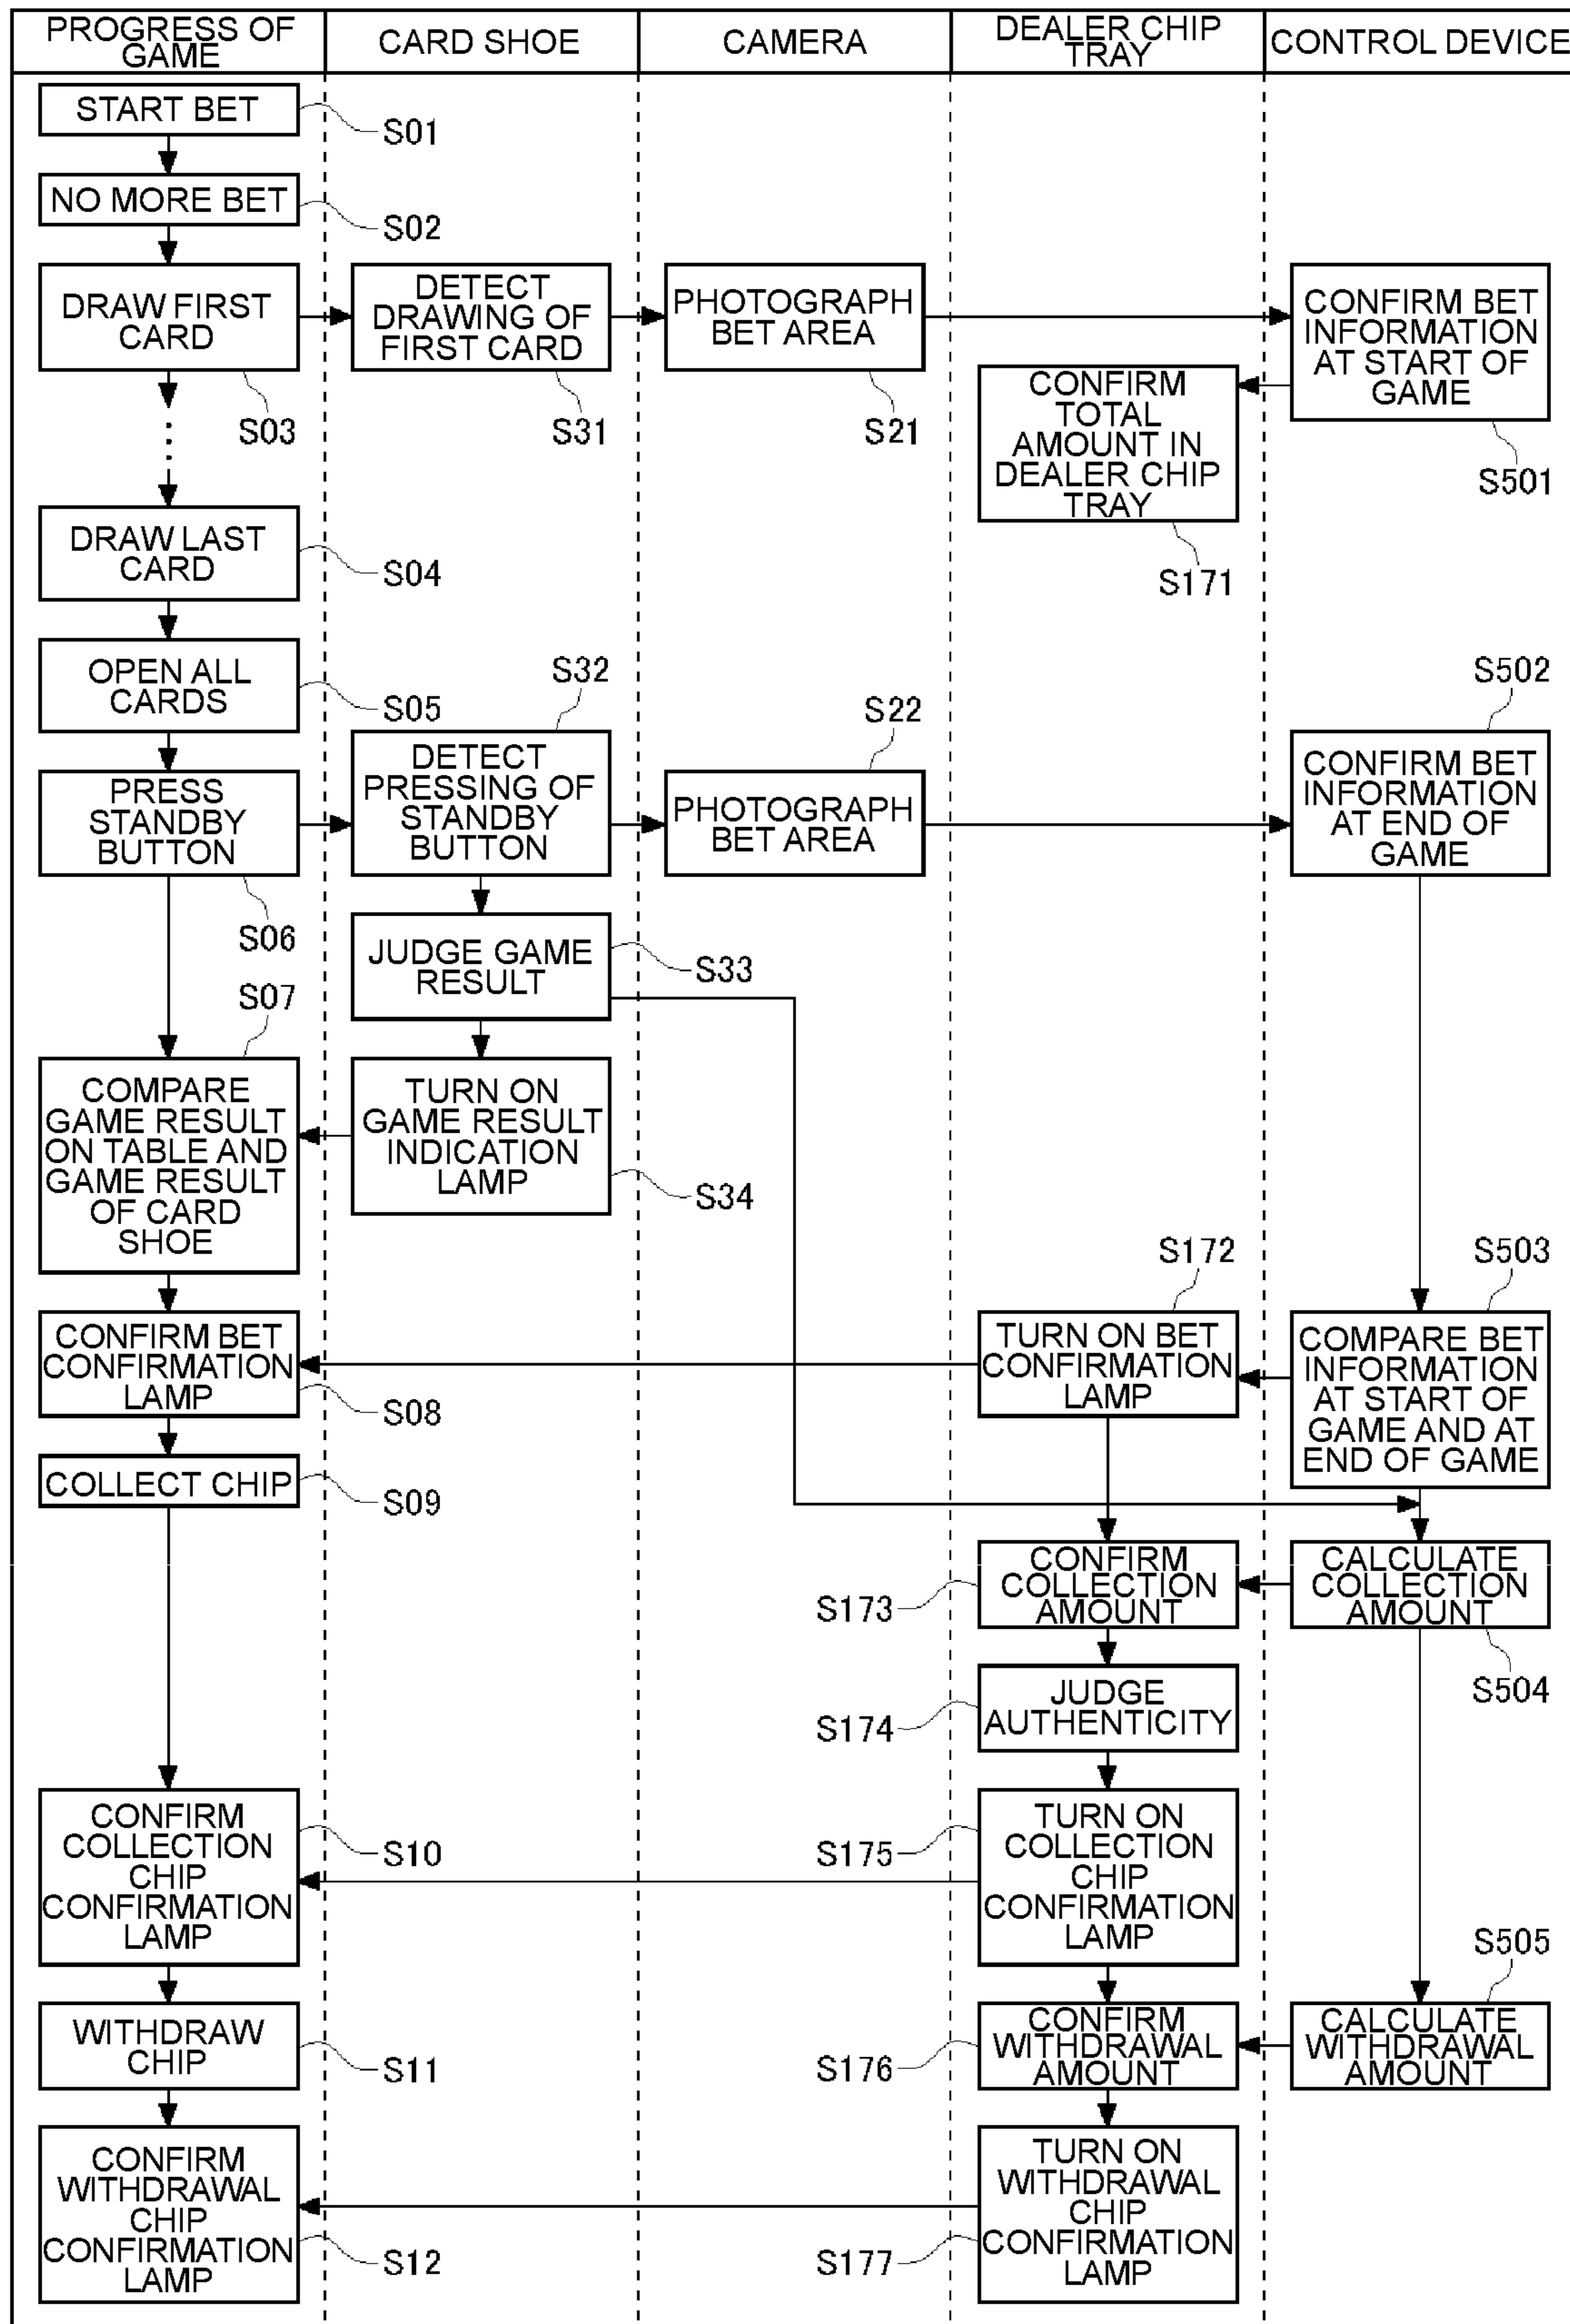 PROGRESS OF
GAME
CARD SHOE
CAMERA
DEALER CHIP
TRAY
CONTROL DEVICE
START BET
S01
NO MORE BET
S02
DRAW FIRST
CARD
S03
DETECT
DRAWING OF
FIRST CARD
S31
PHOTOGRAPH
BET AREA
S21
CONFIRM BET
INFORMATION
AT START OF
GAME
S501
CONFIRM
TOTAL
AMOUNT IN
DEALER CHIP
TRAY
S171
DRAW LAST
CARD
S04
OPEN ALL
CARDS
S05
PRESS
STANDBY
BUTTON
S06
S32
DETECT
PRESSING OF
STANDBY
BUTTON
S22
PHOTOGRAPH
BET AREA
S502
CONFIRM BET
INFORMATION
AT END OF
GAME
JUDGE GAME
RESULT
S33
S07
COMPARE
GAME RESULT
ON TABLE AND
GAME RESULT
OF CARD
SHOE
TURN ON
GAME RESULT
INDICATION
LAMP
S34
S172
TURN ON BET
CONFIRMATION
LAMP
S503
COMPARE BET
INFORMATION
AT START OF
GAME AND AT
END OF GAME
CONFIRM BET
CONFIRMATION
LAMP
S08
COLLECT CHIP
S09
CONFIRM
COLLECTION
AMOUNT
S173
CALCULATE
COLLECTION
AMOUNT
S504
JUDGE
AUTHENTICITY
S174
CONFIRM
COLLECTION
CHIP
CONFIRMATION
LAMP
S10
S175
TURN ON
COLLECTION
CHIP
CONFIRMATION
LAMP
S505
WITHDRAW
CHIP
S11
S176
CONFIRM
WITHDRAWAL
AMOUNT
CALCULATE
WITHDRAWAL
AMOUNT
CONFIRM
WITHDRAWAL
CHIP
CONFIRMATION
LAMP
S12
S177
TURN ON
WITHDRAWAL
CHIP
CONFIRMATION
LAMP